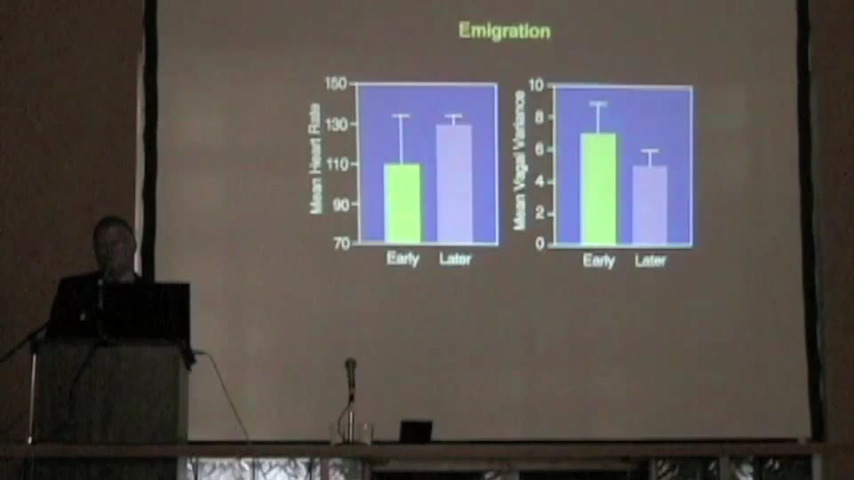 Emigration
Mean Heart Rate
150
130
110
90
70
Early Later
Mean Vagal Variance
10
8
6
4
2
0
Early Later